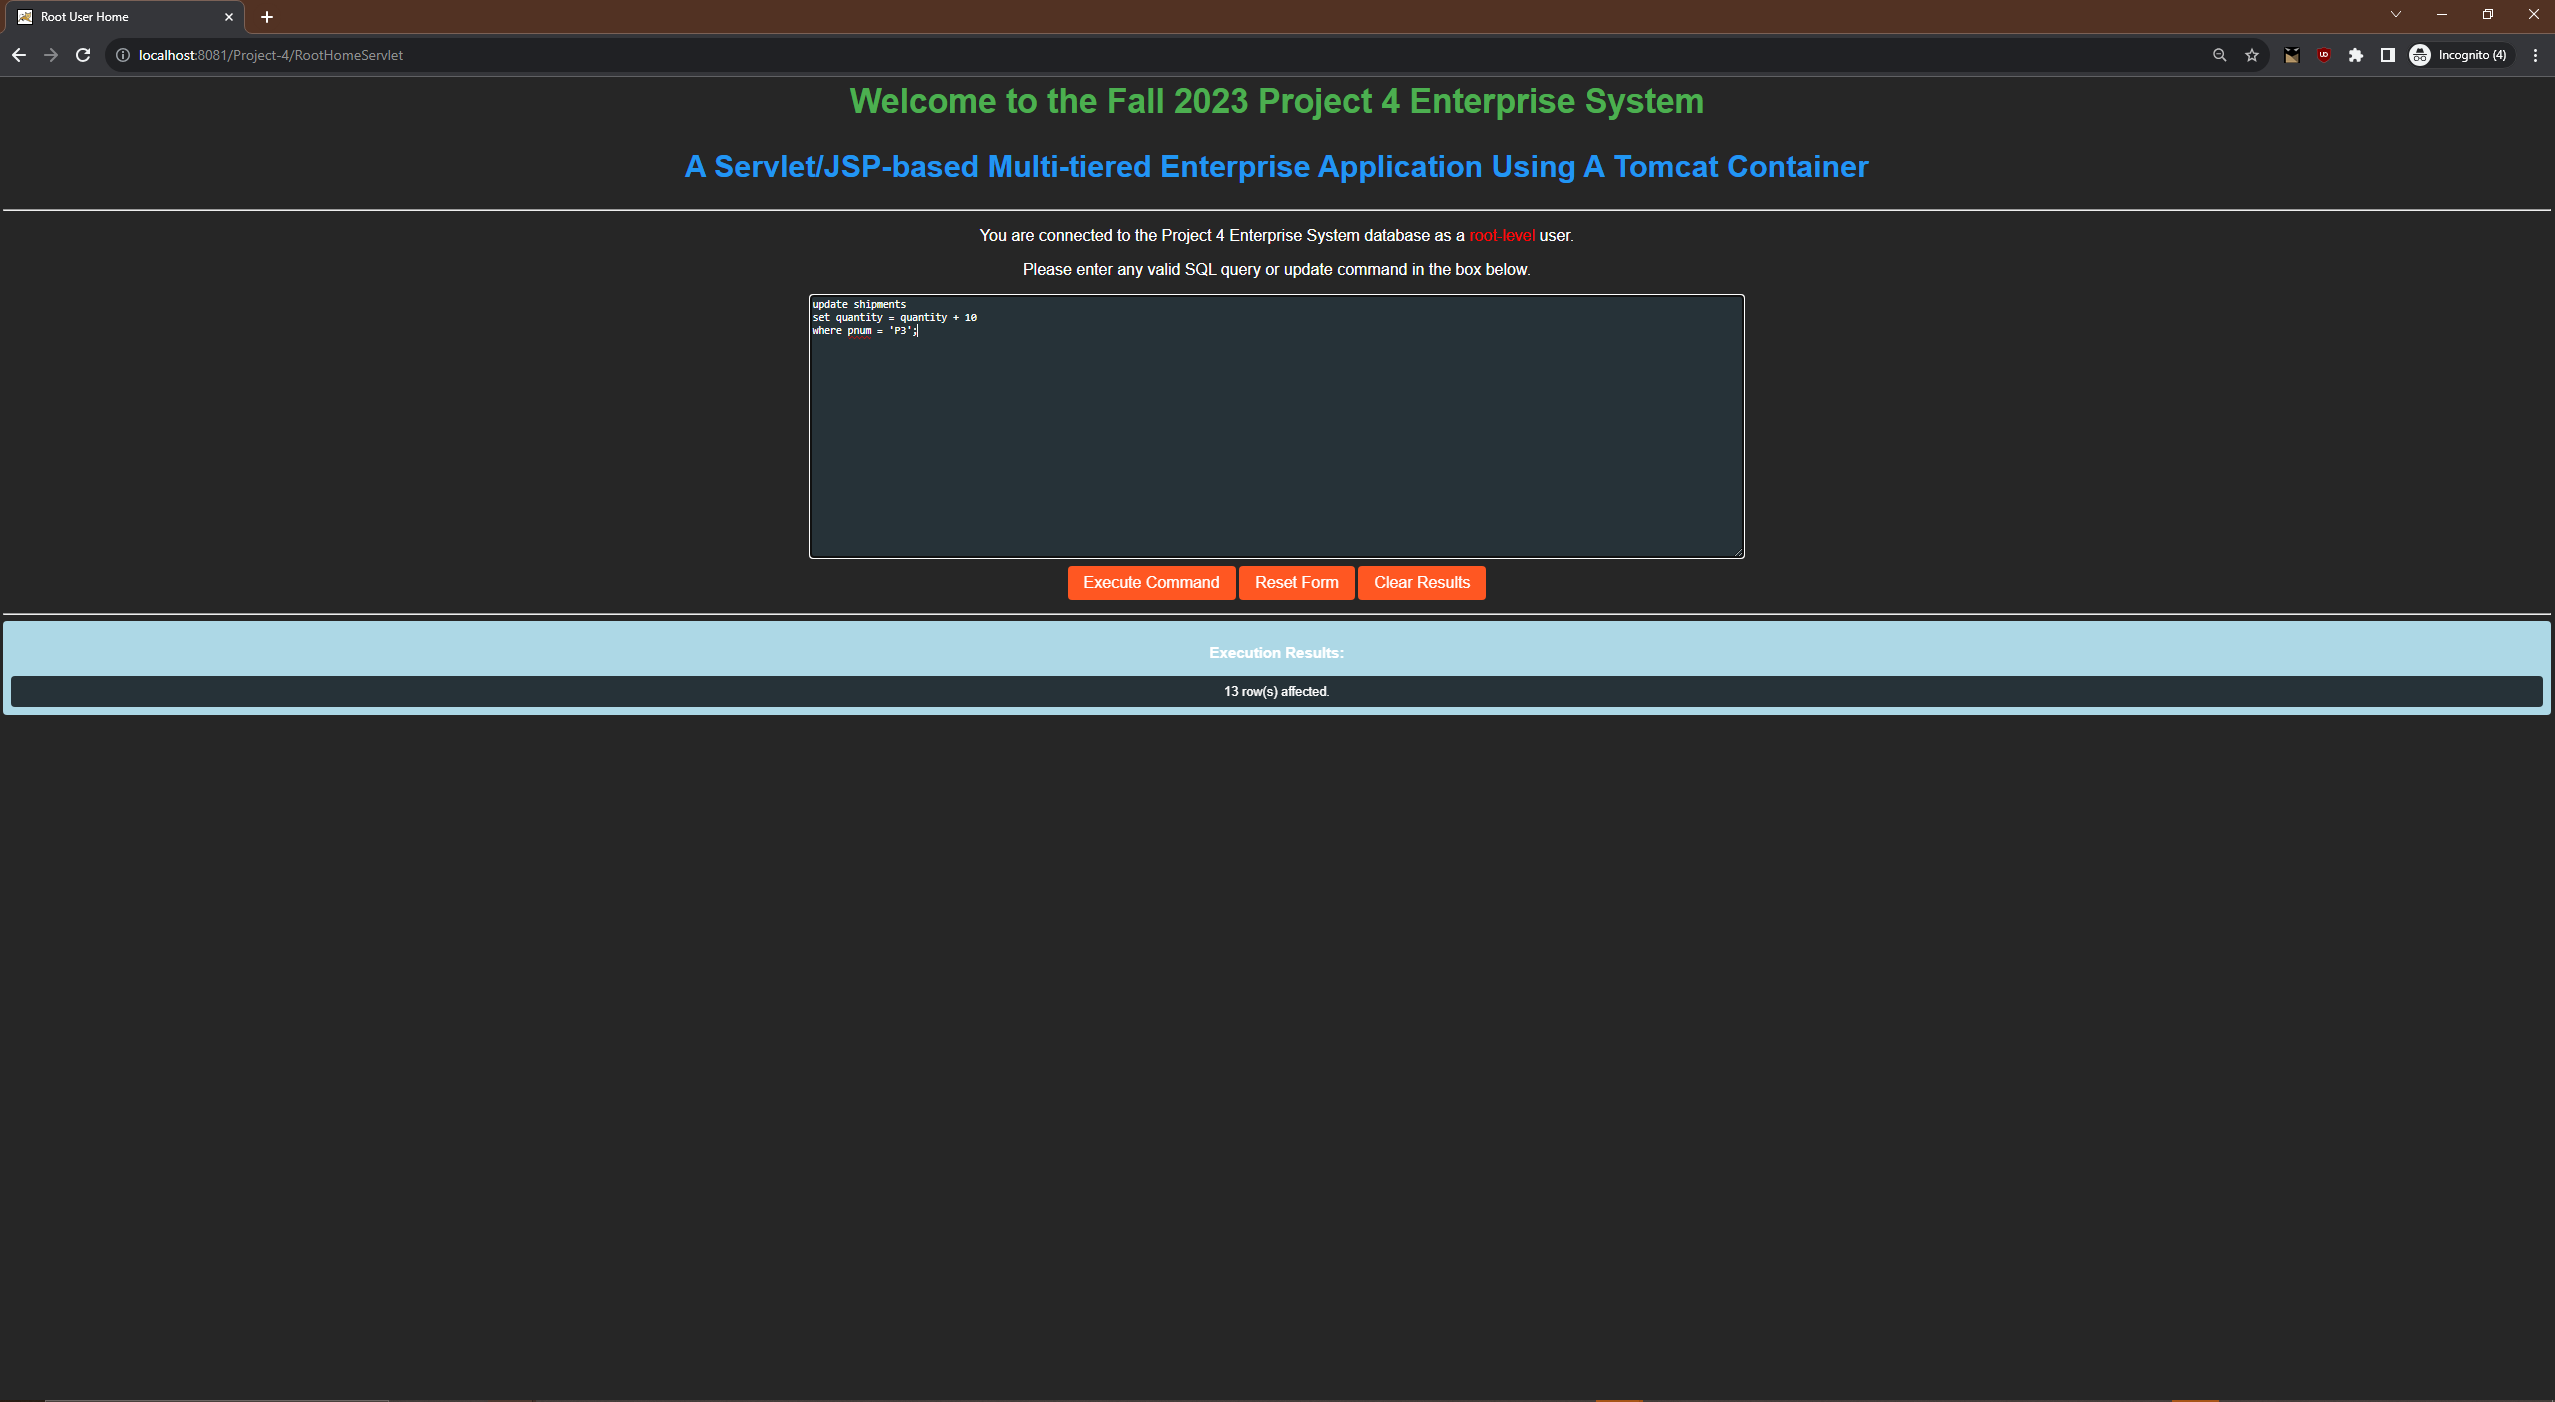 Root User Home
localhost:8081/Project-4/RootHomeServlet
Incognito (4)
Welcome to the Fall 2023 Project 4 Enterprise System
A Servlet/JSP-based Multi-tiered Enterprise Application Using A Tomcat Container
You are connected to the Project 4 Enterprise System database as a root-level user.
Please enter any valid SQL query or update command in the box below.
update shipments
set quantity = quantity + 10
where pnum = 'P3';
Execute Command Reset Form Clear Results
Execution Results:
13 row(s) affected.